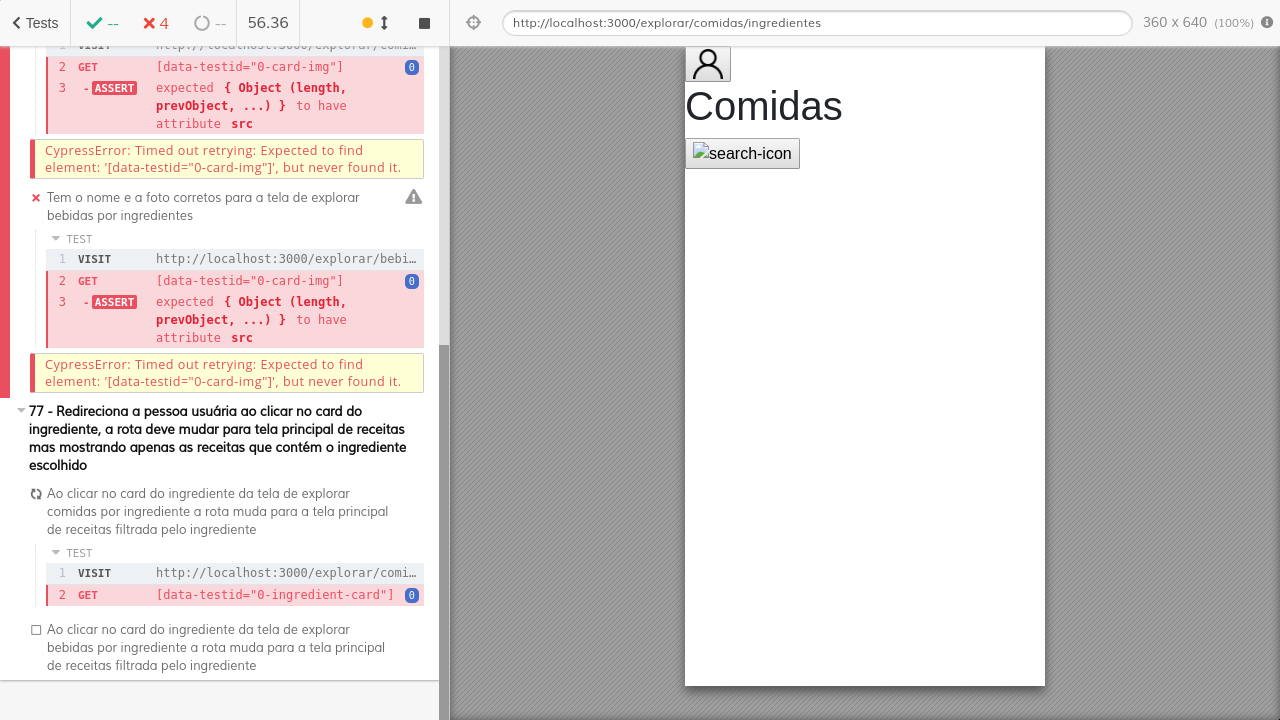 Tests
--
4
--
56.36
http://localhost:3000/explorar/comidas/ingredientes
360 x 640 (100%)
1 VISIT http://localhost:3000/explorar/comi…
2 GET [data-testid="0-card-img"] 0
3 -ASSERT expected { Object (length,
prevObject, ...) } to have
attribute src
CypressError: Timed out retrying: Expected to find
element: '[data-testid="0-card-img"]', but never found it.
Tem o nome e a foto corretos para a tela de explorar
bebidas por ingredientes
TEST
1 VISIT http://localhost:3000/explorar/bebi…
2 GET [data-testid="0-card-img"] 0
3 -ASSERT expected { Object (length,
prevObject, ...) } to have
attribute src
CypressError: Timed out retrying: Expected to find
element: '[data-testid="0-card-img"]', but never found it.
77 - Redireciona a pessoa usuária ao clicar no card do
ingrediente, a rota deve mudar para tela principal de receitas
mas mostrando apenas as receitas que contém o ingrediente
escolhido
Ao clicar no card do ingrediente da tela de explorar
comidas por ingrediente a rota muda para a tela principal
de receitas filtrada pelo ingrediente
TEST
1 VISIT http://localhost:3000/explorar/comi…
2 GET [data-testid="0-ingredient-card"] 0
Ao clicar no card do ingrediente da tela de explorar
bebidas por ingrediente a rota muda para a tela principal
de receitas filtrada pelo ingrediente
Comidas
search-icon